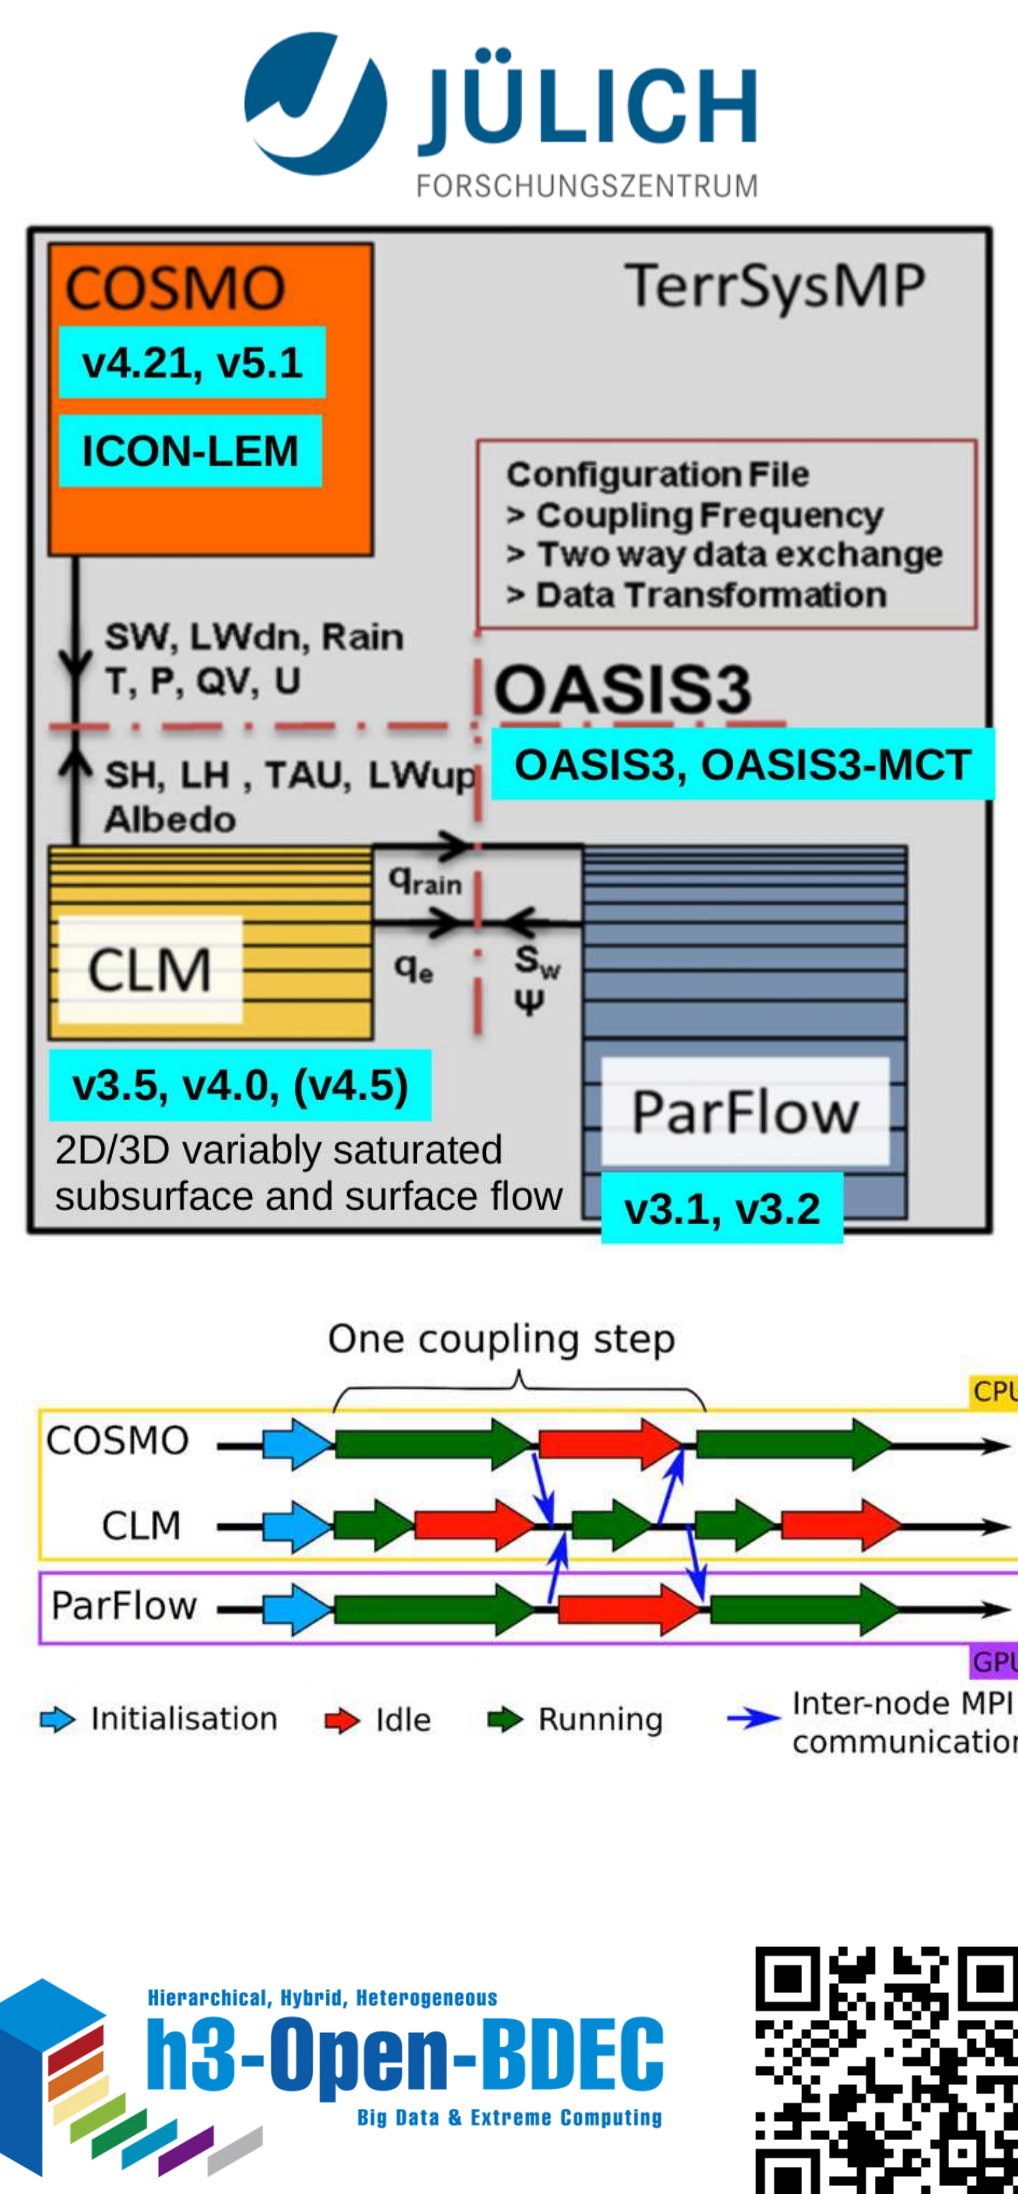 JÜLICH
FORSCHUNGSZENTRUM
COSMO
TerrSysMP
v4.21, v5.1
ICON-LEM
Configuration File
> Coupling Frequency
> Two way data exchange
> Data Transformation
SW, LWdn, Rain
T, P, QV, U
OASIS3
OASIS3, OASIS3-MCT
SH, LH , TAU, LWup
Albedo
qrain
CLM
qe
Sw
Ψ
v3.5, v4.0, (v4.5)
ParFlow
2D/3D variably saturated
subsurface and surface flow
v3.1, v3.2
One coupling step
CPU
COSMO
CLM
ParFlow
GPU
Initialisation
Idle
Running
Inter-node MPI
communication
Hierarchical, Hybrid, Heterogeneous
h3-Open-BDEC
Big Data & Extreme Computing